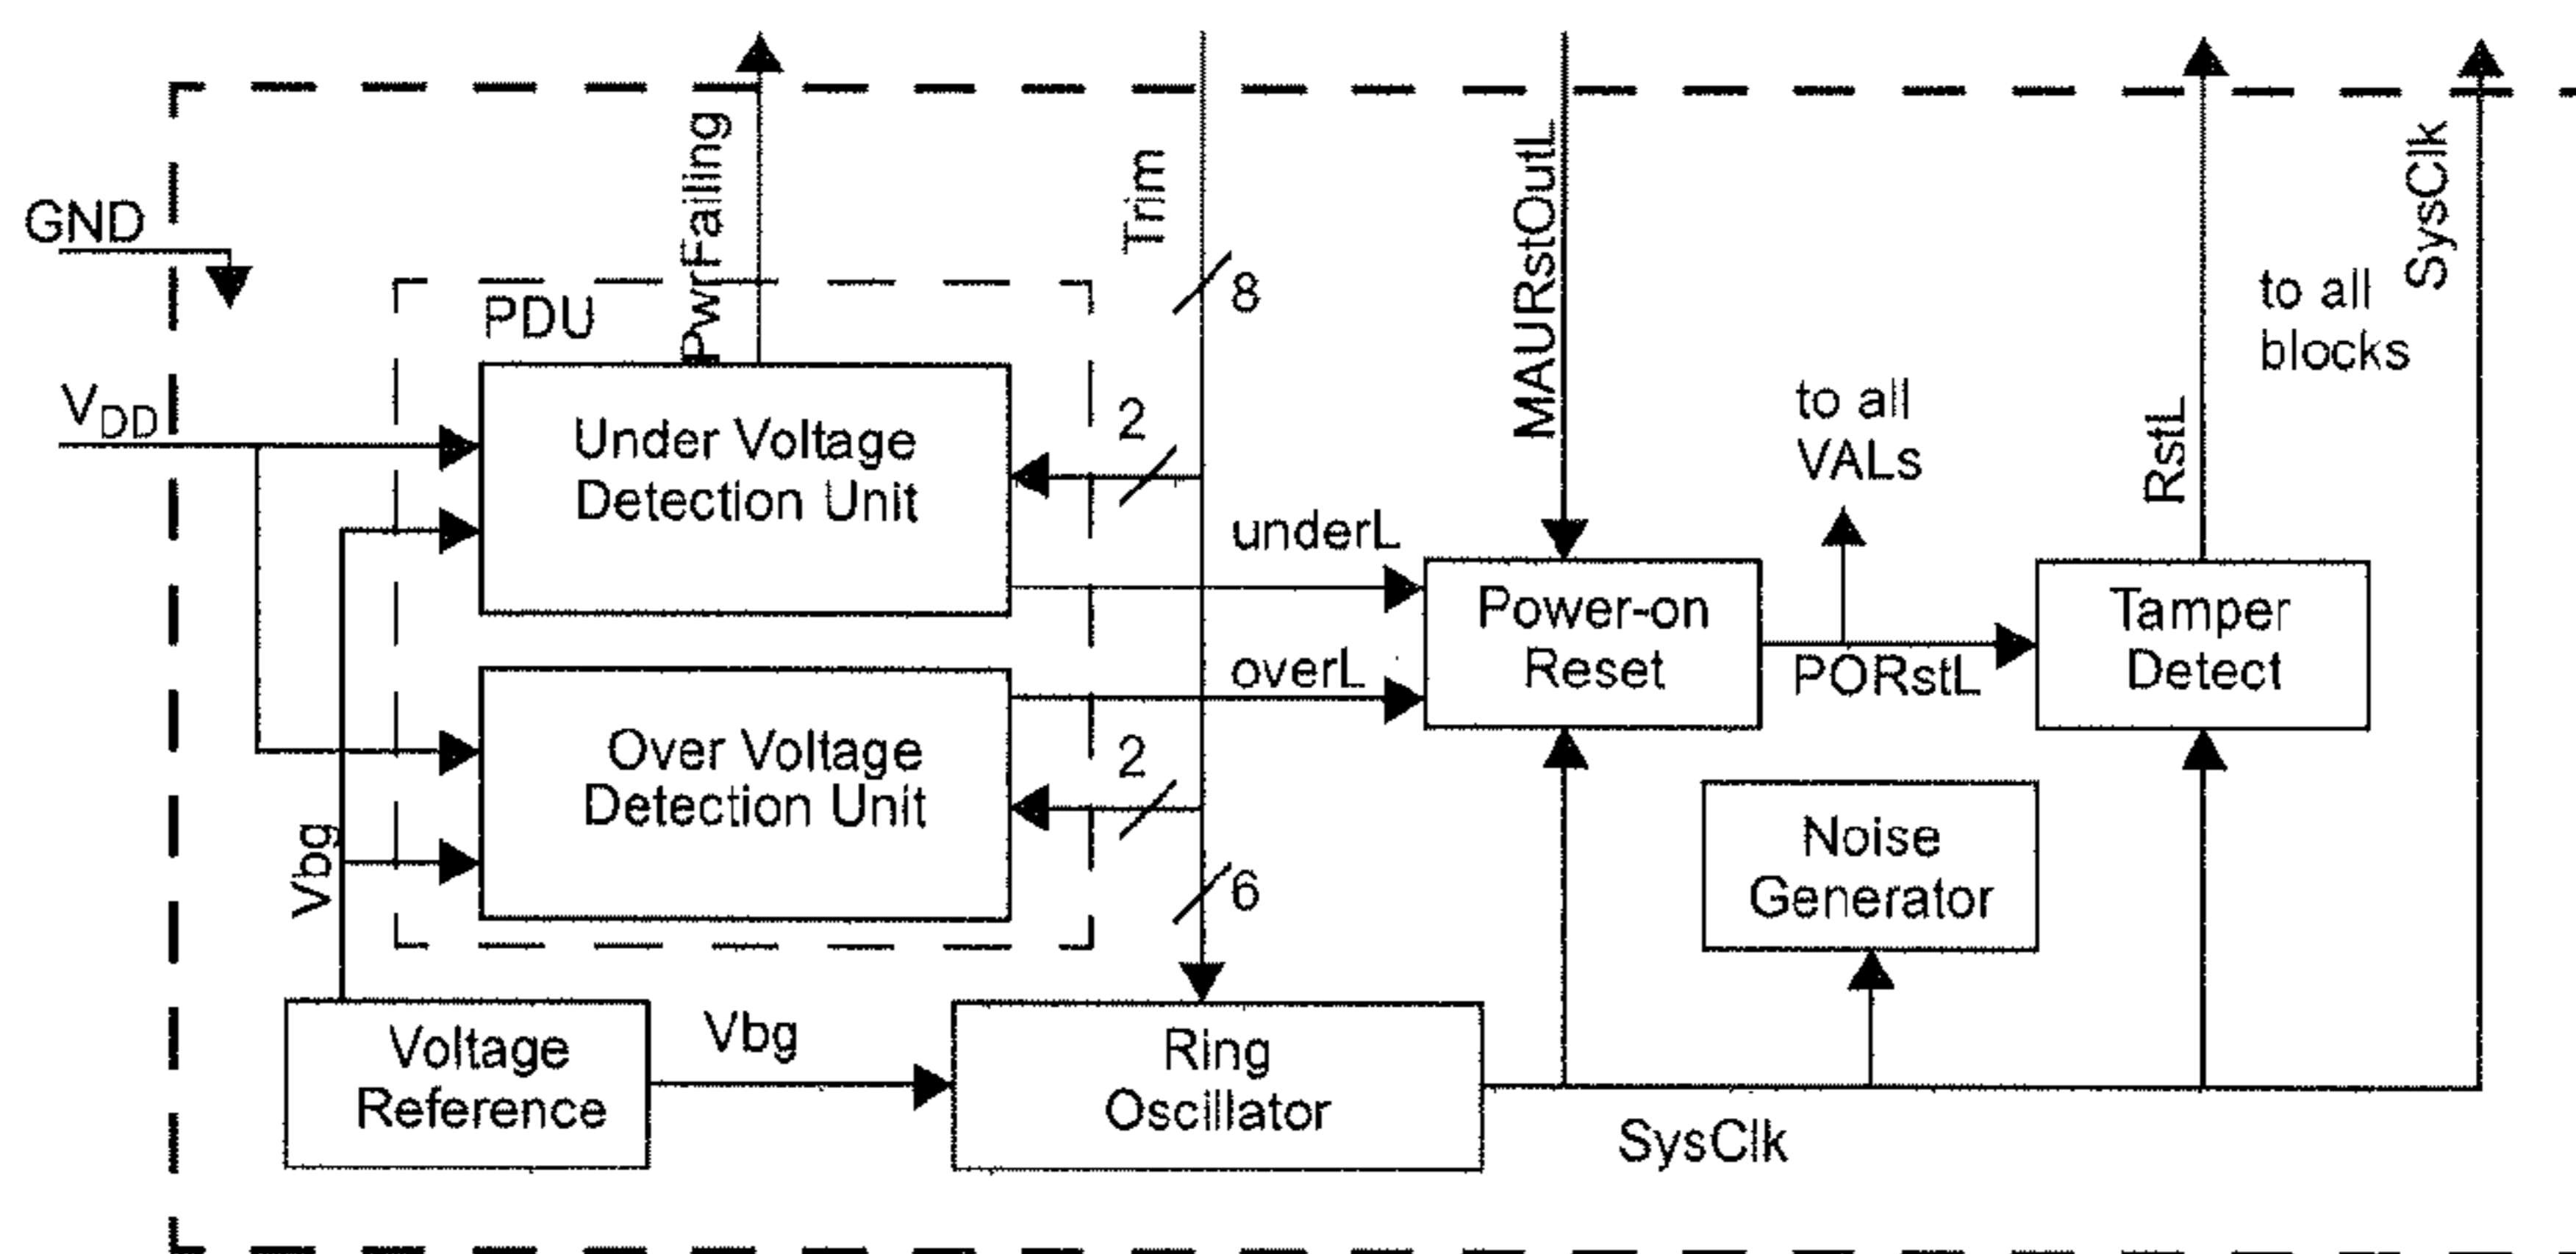 PwrFailing
Trim
MAURstOutL
SysClk
GND
8
to all
blocks
PDU
VDD
Under Voltage
Detection Unit
2
to all
VALs
RstL
underL
Power-on
Reset
Tamper
Detect
overL
PORstL
Over Voltage
Detection Unit
2
Vbg
6
Noise
Generator
Voltage
Reference
Vbg
Ring
Oscillator
SysClk